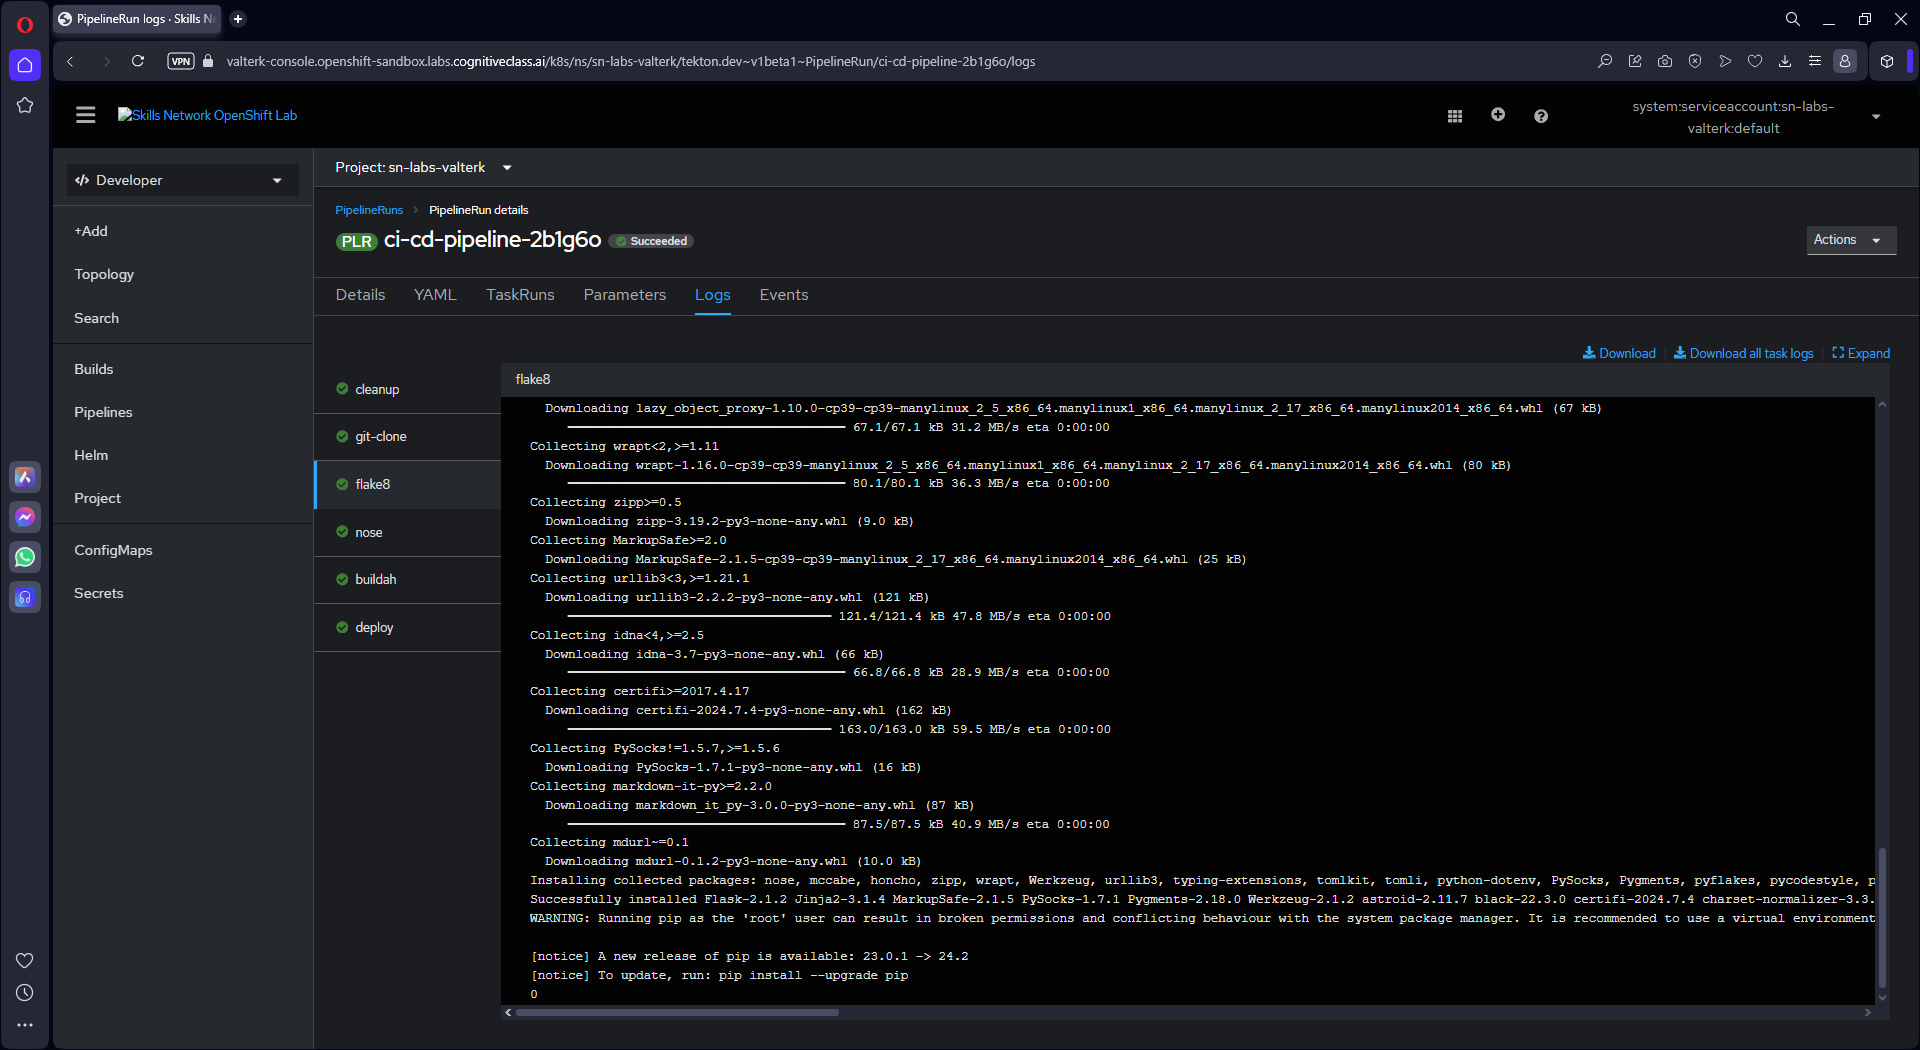 PipelineRun logs · Skills N
VPN
valterk-console.openshift-sandbox.labs.cognitiveclass.ai/k8s/ns/sn-labs-valterk/tekton.dev~v1beta1~PipelineRun/ci-cd-pipeline-2b1g6o/logs
Skills Network OpenShift Lab
system:serviceaccount:sn-labs-
valterk:default
Developer
+Add
Topology
Search
Builds
Pipelines
Helm
Project
ConfigMaps
Secrets
Project: sn-labs-valterk
PipelineRuns
PipelineRun details
PLR ci-cd-pipeline-2b1g6o Succeeded
Actions
Details YAML TaskRuns Parameters Logs Events
Download Download all task logs Expand
cleanup
git-clone
flake8
nose
buildah
deploy
flake8
Downloading lazy_object_proxy-1.10.0-cp39-cp39-manylinux_2_5_x86_64.manylinux1_x86_64.manylinux_2_17_x86_64.manylinux2014_x86_64.whl (67 kB)
67.1/67.1 kB 31.2 MB/s eta 0:00:00
Collecting wrapt<2,>=1.11
Downloading wrapt-1.16.0-cp39-cp39-manylinux_2_5_x86_64.manylinux1_x86_64.manylinux_2_17_x86_64.manylinux2014_x86_64.whl (80 kB)
80.1/80.1 kB 36.3 MB/s eta 0:00:00
Collecting zipp>=0.5
Downloading zipp-3.19.2-py3-none-any.whl (9.0 kB)
Collecting MarkupSafe>=2.0
Downloading MarkupSafe-2.1.5-cp39-cp39-manylinux_2_17_x86_64.manylinux2014_x86_64.whl (25 kB)
Collecting urllib3<3,>=1.21.1
Downloading urllib3-2.2.2-py3-none-any.whl (121 kB)
121.4/121.4 kB 47.8 MB/s eta 0:00:00
Collecting idna<4,>=2.5
Downloading idna-3.7-py3-none-any.whl (66 kB)
66.8/66.8 kB 28.9 MB/s eta 0:00:00
Collecting certifi>=2017.4.17
Downloading certifi-2024.7.4-py3-none-any.whl (162 kB)
163.0/163.0 kB 59.5 MB/s eta 0:00:00
Collecting PySocks!=1.5.7,>=1.5.6
Downloading PySocks-1.7.1-py3-none-any.whl (16 kB)
Collecting markdown-it-py>=2.2.0
Downloading markdown_it_py-3.0.0-py3-none-any.whl (87 kB)
87.5/87.5 kB 40.9 MB/s eta 0:00:00
Collecting mdurl~=0.1
Downloading mdurl-0.1.2-py3-none-any.whl (10.0 kB)
Installing collected packages: nose, mccabe, honcho, zipp, wrapt, Werkzeug, urllib3, typing-extensions, tomlkit, tomli, python-dotenv, PySocks, Pygments, pyflakes, pycodestyle, p
Successfully installed Flask-2.1.2 Jinja2-3.1.4 MarkupSafe-2.1.5 PySocks-1.7.1 Pygments-2.18.0 Werkzeug-2.1.2 astroid-2.11.7 black-22.3.0 certifi-2024.7.4 charset-normalizer-3.3.
WARNING: Running pip as the 'root' user can result in broken permissions and conflicting behaviour with the system package manager. It is recommended to use a virtual environment
[notice] A new release of pip is available: 23.0.1 -> 24.2
[notice] To update, run: pip install --upgrade pip
0